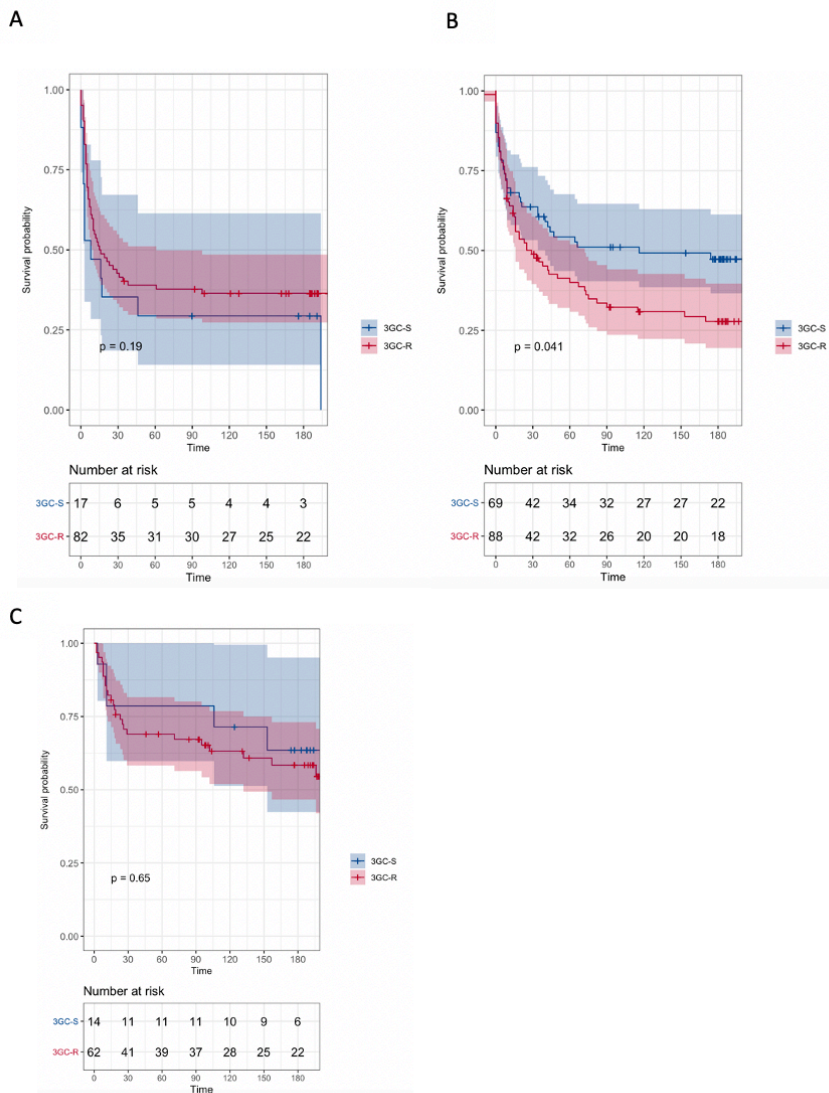 A
1.00
0.75
0.50
0.25
0.00
Survival probability
p = 0.19
0 30 60 90 120 150 180
Time
3GC-S
3GC-R
Number at risk
3GC-S 17 6 5 5 4 4 3
3GC-R 82 35 31 30 27 25 22
0 30 60 90 120 150 180
Time
B
1.00
0.75
0.50
0.25
0.00
Survival probability
p = 0.041
0 30 60 90 120 150 180
Time
3GC-S
3GC-R
Number at risk
3GC-S 69 42 34 32 27 27 22
3GC-R 88 42 32 26 20 20 18
0 30 60 90 120 150 180
Time
C
1.00
0.75
0.50
0.25
0.00
Survival probability
p = 0.65
0 30 60 90 120 150 180
Time
3GC-S
3GC-R
Number at risk
3GC-S 14 11 11 11 10 9 6
3GC-R 62 41 39 37 28 25 22
0 30 60 90 120 150 180
Time